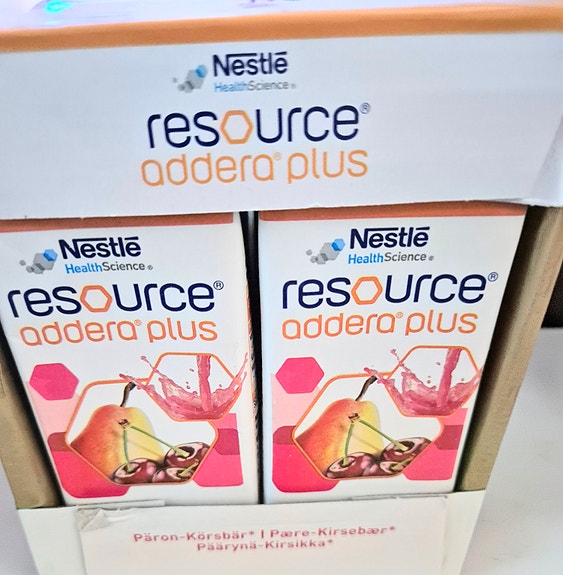 Nestlé
HealthScience®
resource®
addera® plus
Nestlé
HealthScience®
resource®
addera® plus
Nestlé
HealthScience®
resource®
addera® plus
Päron-Körsbär* | Pære-Kirsebær*
Päärynä-Kirsikka*